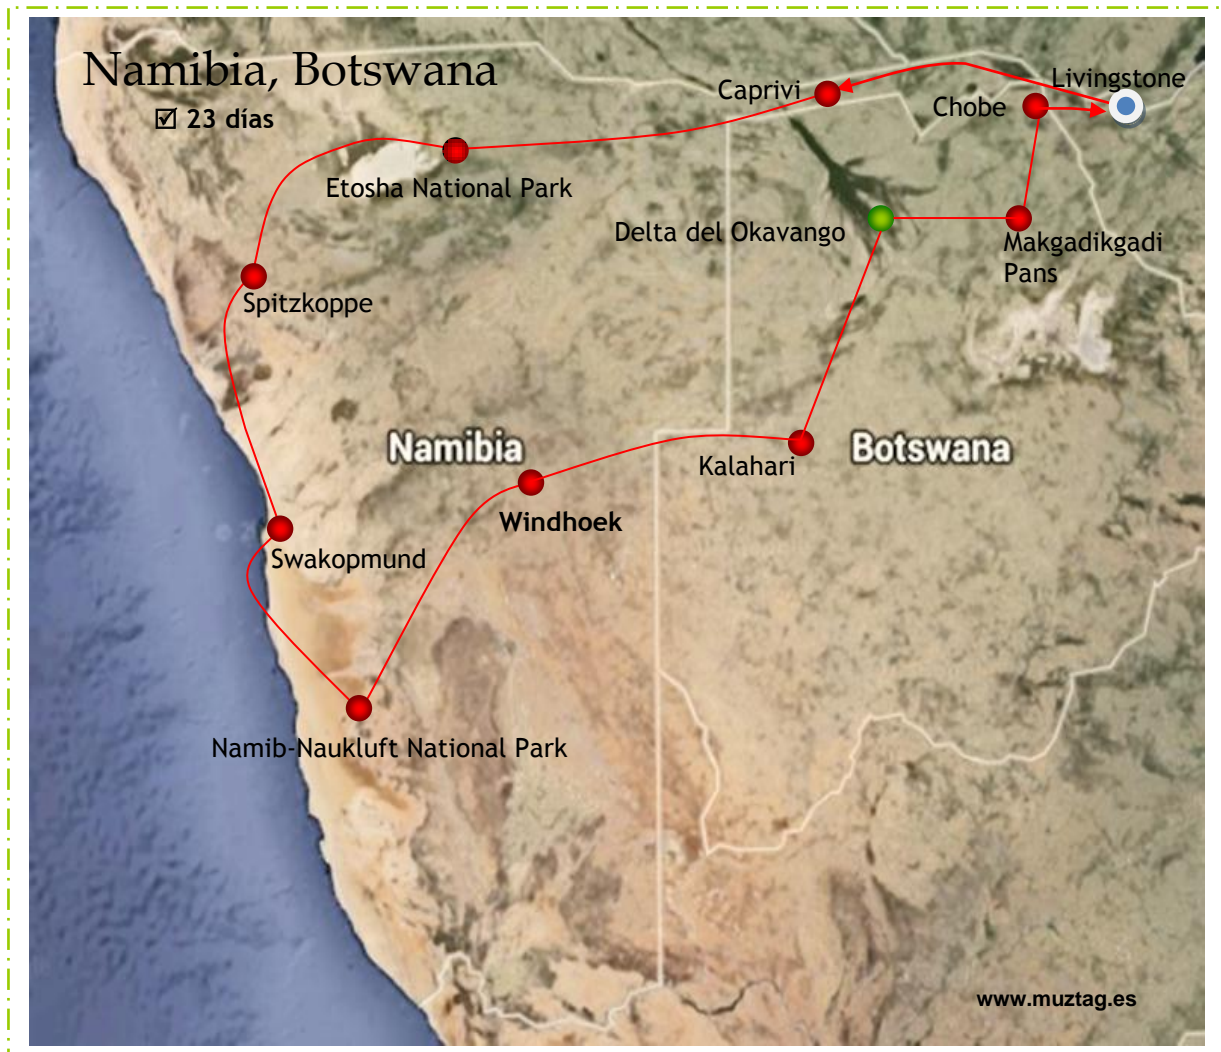 Namibia, Botswana
☑ 23 días
Livingstone
Caprivi
Chobe
Etosha National Park
Delta del Okavango
Makgadikgadi
Pans
Spitzkoppe
Namibia
Botswana
Kalahari
Windhoek
Swakopmund
Namib-Naukluft National Park
www.muztag.es